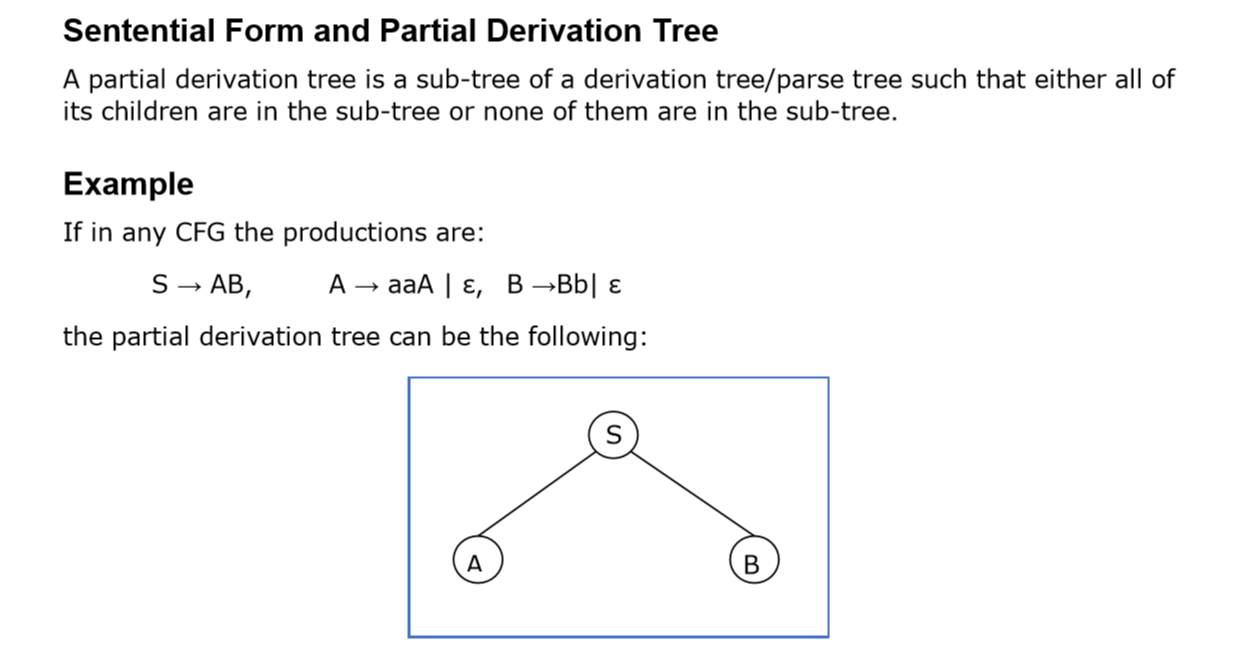 Sentential Form and Partial Derivation Tree
A partial derivation tree is a sub-tree of a derivation tree/parse tree such that either all of
its children are in the sub-tree or none of them are in the sub-tree.
Example
If in any CFG the productions are:
S → AB, A → aaA | ε, B →Bb| ε
the partial derivation tree can be the following:
S
A B